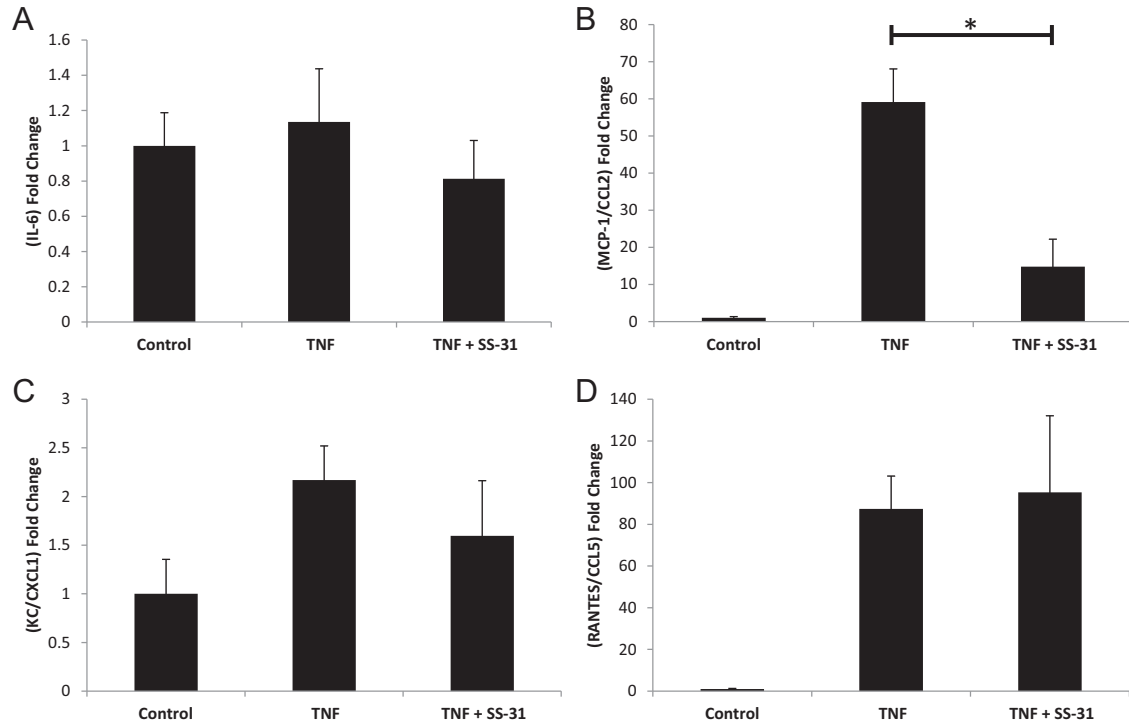 A
(IL-6) Fold Change
1.6
1.4
1.2
1
0.8
0.6
0.4
0.2
0
Control TNF TNF + SS-31
B
(MCP-1/CCL2) Fold Change
80
70
60
50
40
30
20
10
0
*
Control TNF TNF + SS-31
C
(KC/CXCL1) Fold Change
3
2.5
2
1.5
1
0.5
0
Control TNF TNF + SS-31
D
(RANTES/CCL5) Fold Change
140
120
100
80
60
40
20
0
Control TNF TNF + SS-31